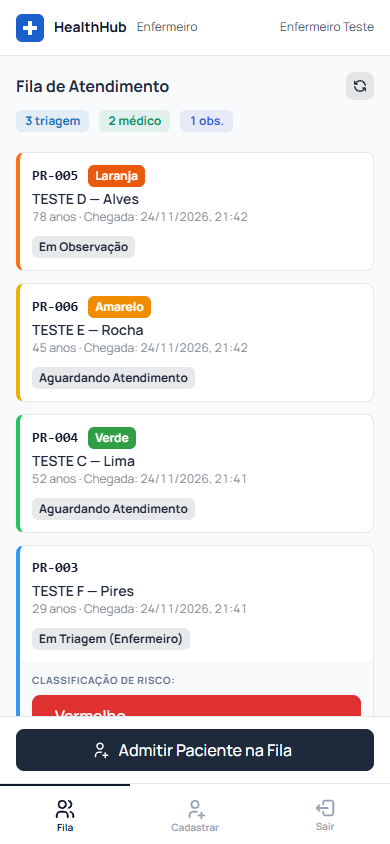 HealthHub Enfermeiro Enfermeiro Teste
Fila de Atendimento
3 triagem 2 médico 1 obs.
PR-005 Laranja
TESTE D — Alves
78 anos · Chegada: 24/11/2026, 21:42
Em Observação
PR-006 Amarelo
TESTE E — Rocha
45 anos · Chegada: 24/11/2026, 21:42
Aguardando Atendimento
PR-004 Verde
TESTE C — Lima
52 anos · Chegada: 24/11/2026, 21:41
Aguardando Atendimento
PR-003
TESTE F — Pires
29 anos · Chegada: 24/11/2026, 21:41
Em Triagem (Enfermeiro)
CLASSIFICAÇÃO DE RISCO:
Vermelho
Admitir Paciente na Fila
Fila Cadastrar Sair